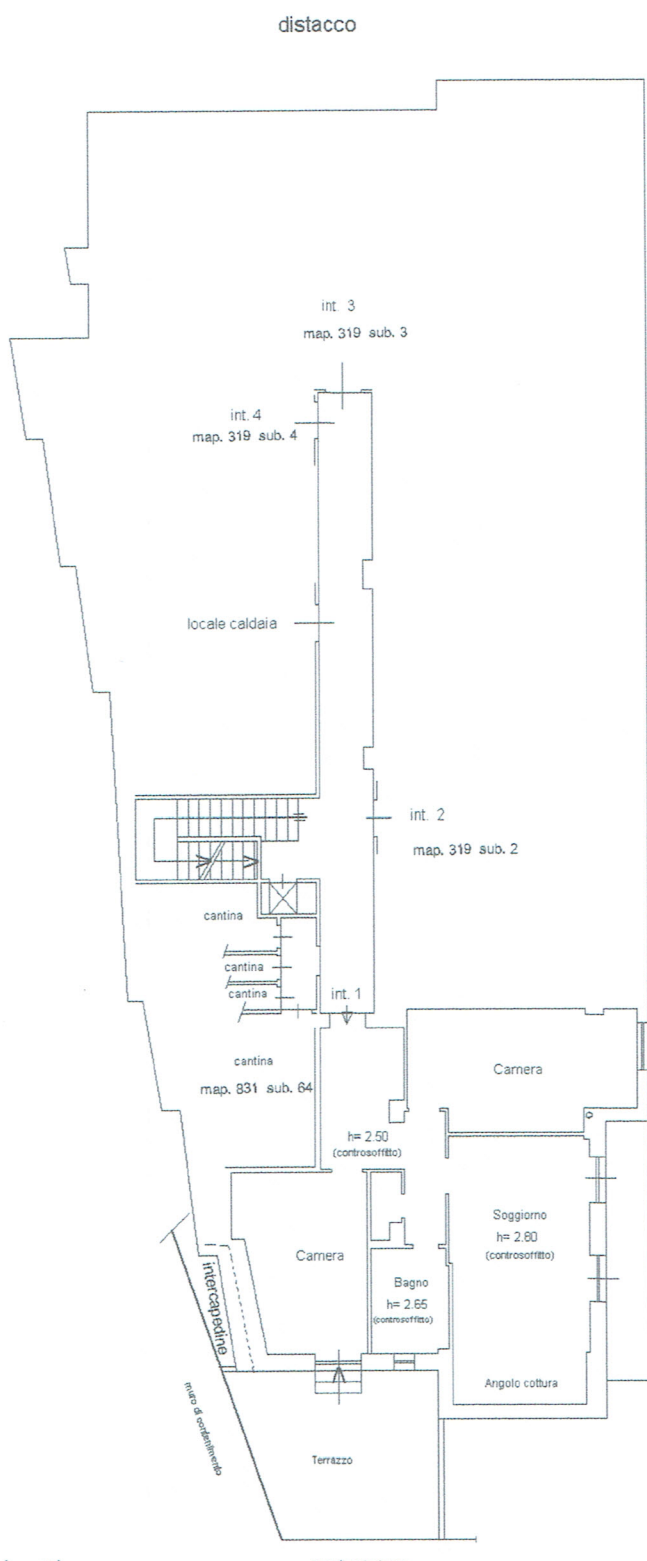 distacco
int. 3
map. 319 sub. 3
int. 4
map. 319 sub. 4
locale caldaia
int. 2
map. 319 sub. 2
cantina
cantina
cantina
int. 1
cantina
map. 831 sub. 64
Camera
h= 2.50
(controsoffitto)
Soggiorno
h= 2.80
(controsoffitto)
Camera
Bagno
h= 2.65
(controsoffitto)
intercapedine
Angolo cottura
muro di contenimento
Terrazzo